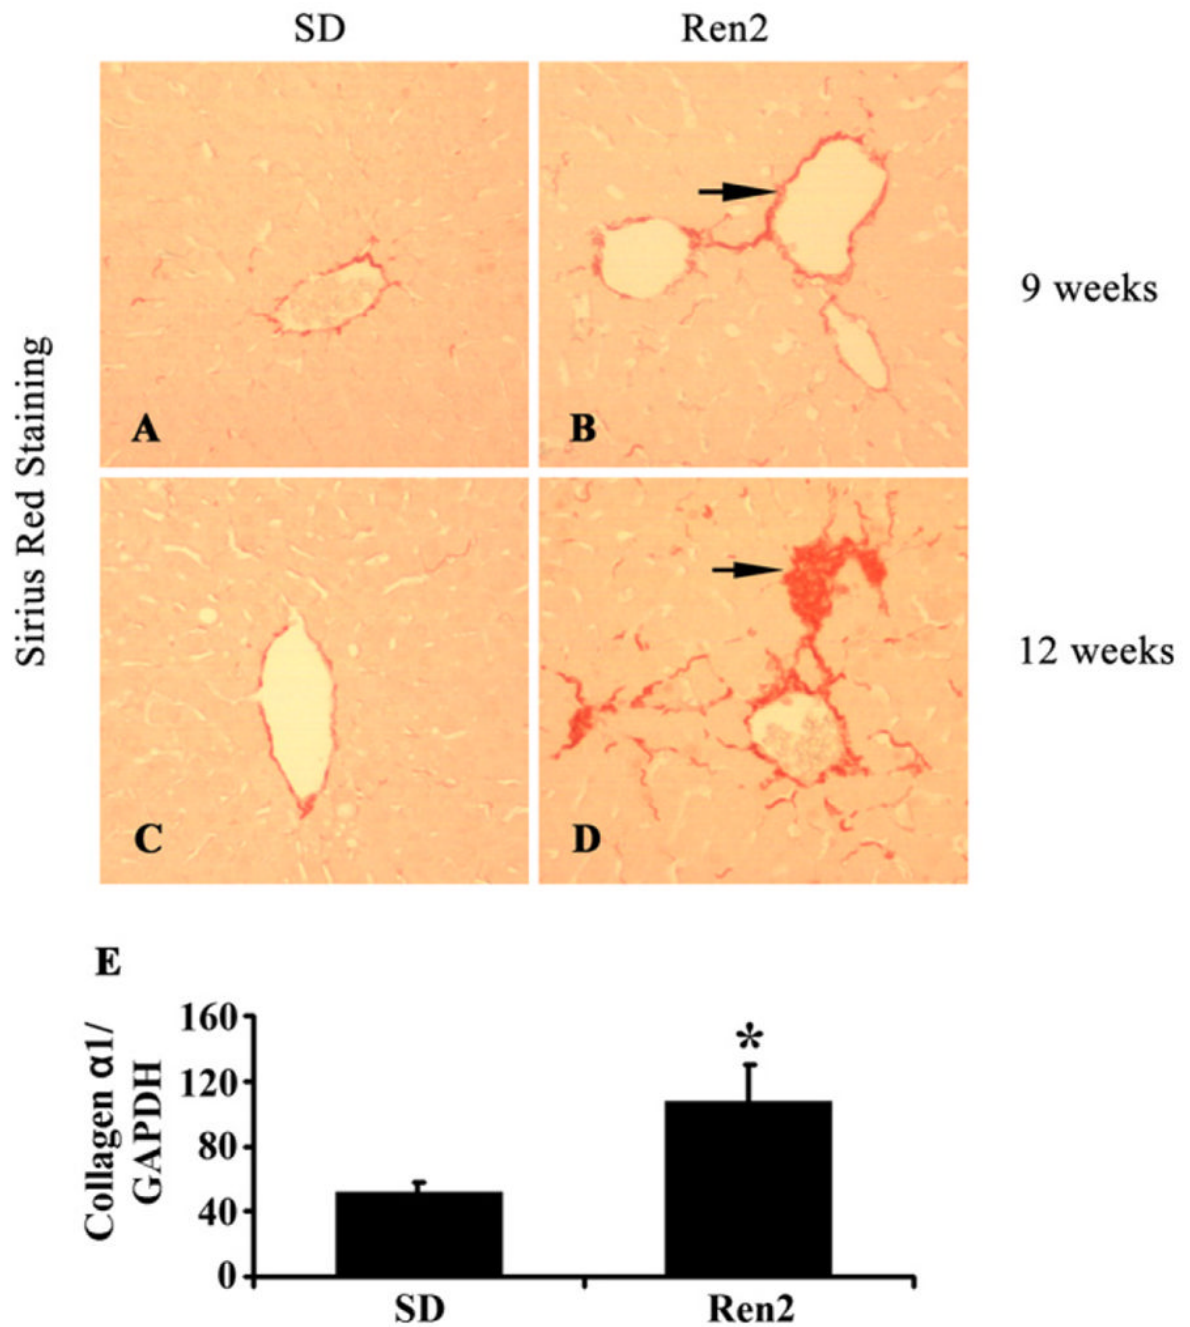 SD Ren2
Sirius Red Staining
A
B
9 weeks
C
D
12 weeks
E
Collagen α1/
GAPDH
160
120
80
40
0
*
SD Ren2